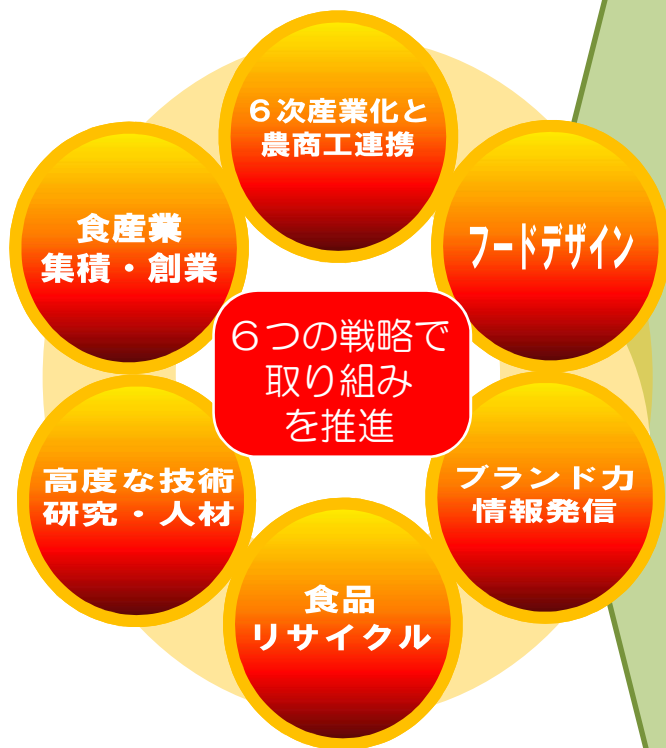 ６次産業化と
農商工連携
フードデザイン
ブランド力
情報発信
食品
リサイクル
高度な技術
研究・人材
食産業
集積・創業
６つの戦略で
取り組み
を推進